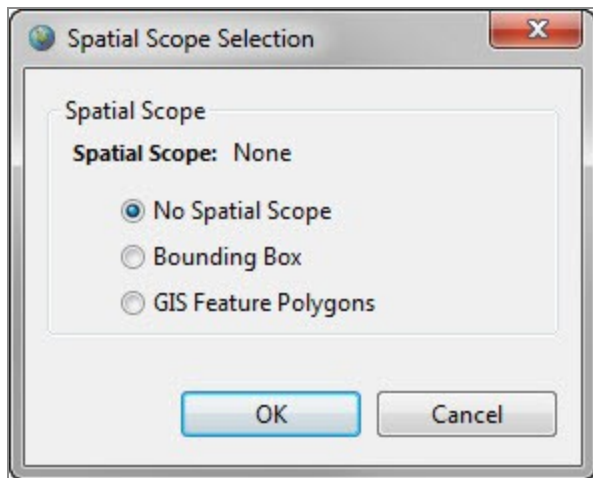 Spatial Scope Selection
Spatial Scope
Spatial Scope: None
No Spatial Scope
Bounding Box
GIS Feature Polygons
OK Cancel